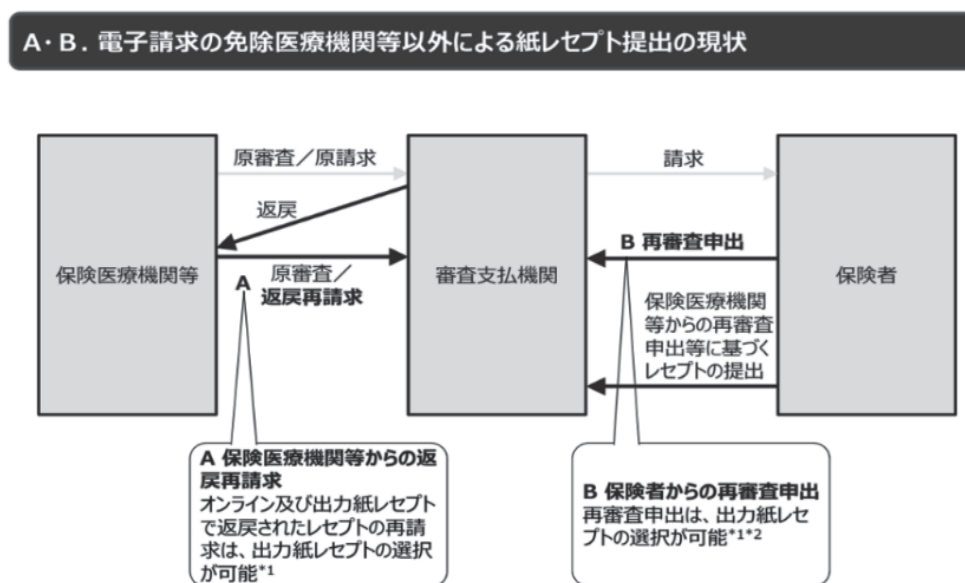 A・B. 電子請求の免除医療機関等以外による紙レセプト提出の現状
原審査/原請求
請求
返戻
B 再審査申出
保険医療機関等
A
原審査/
返戻再請求
審査支払機関
保険者
保険医療機関
等からの再審査
申出等に基づく
レセプトの提出
A 保険医療機関等からの返
戻再請求
オンライン及び出力紙レセプト
で返戻されたレセプトの再請
求は、出力紙レセプトの選択
が可能*1
B 保険者からの再審査申出
再審査申出は、出力紙レセ
プトの選択が可能*1*2